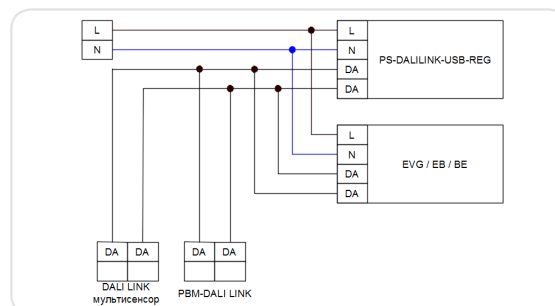 L
N
L
N
DA
DA
PS-DALILINK-USB-REG
L
N
DA
DA
EVG / EB / BE
DA DA
DA DA
DALI LINK
мультисенсор
PBM-DALI LINK